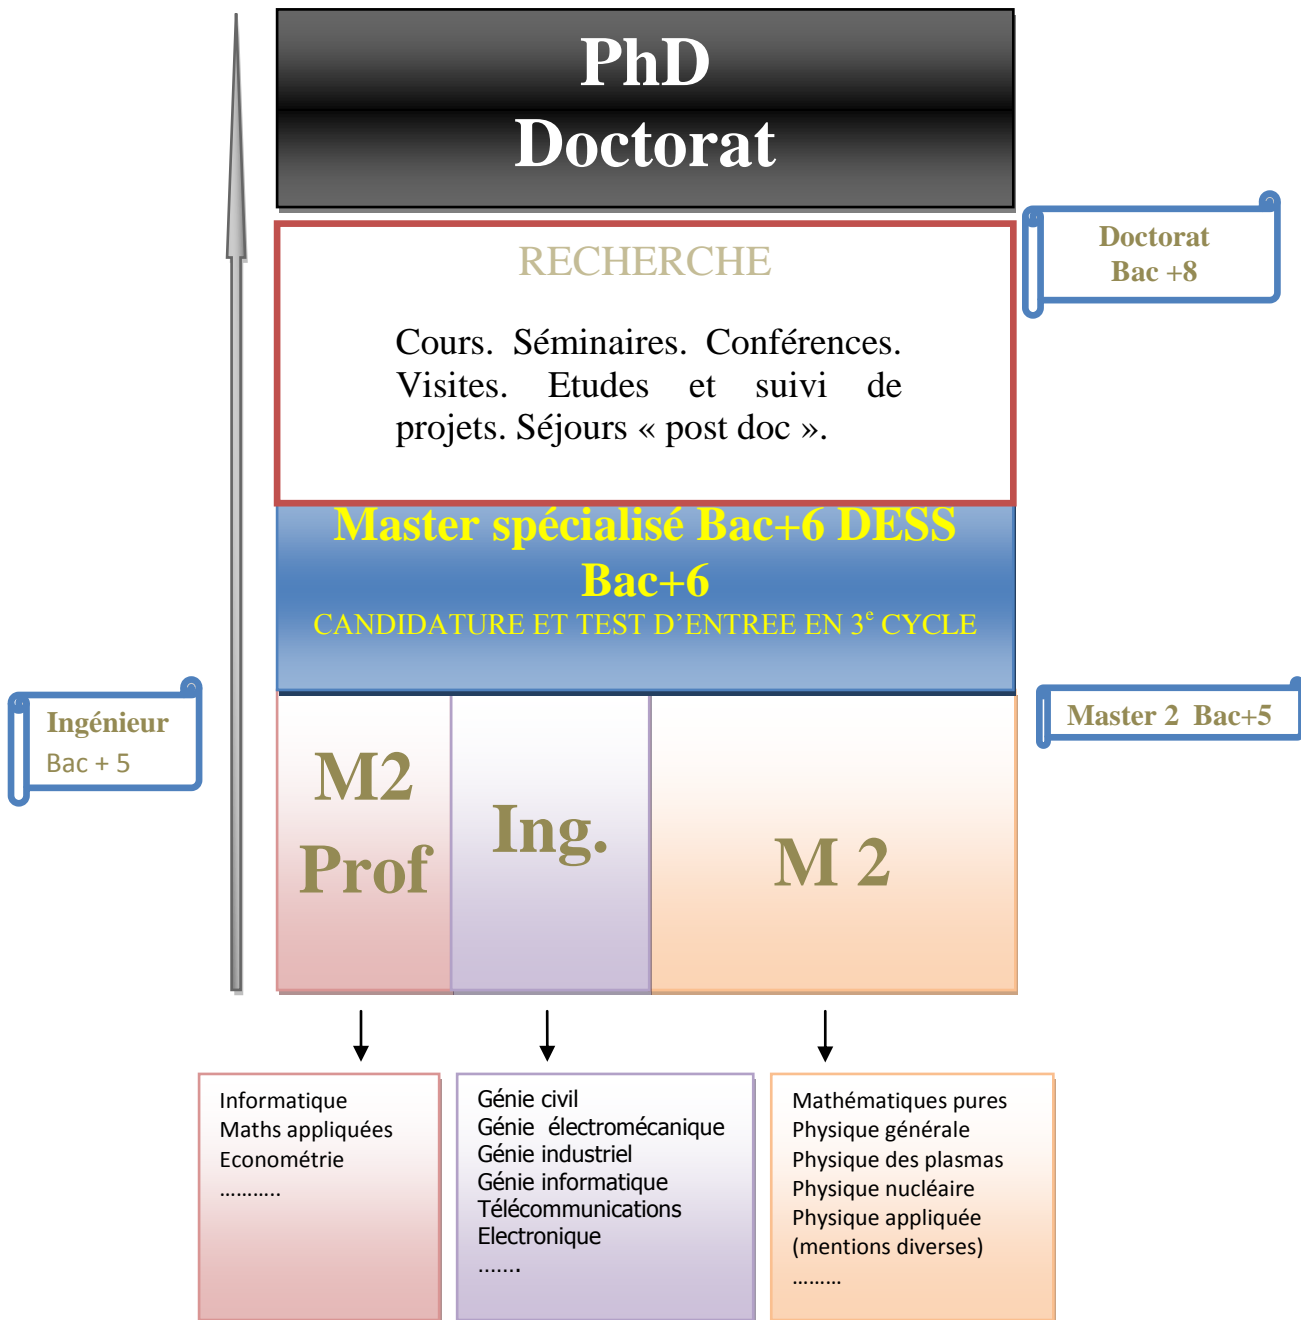 PhD
Doctorat
Doctorat
Bac +8
RECHERCHE
Cours. Séminaires. Conférences.
Visites. Etudes et suivi de
projets. Séjours « post doc ».
Master spécialisé Bac+6 DESS
Bac+6
CANDIDATURE ET TEST D'ENTREE EN 3e CYCLE
Ingénieur
Bac + 5
Master 2 Bac+5
M2
Prof
Ing.
M 2
Informatique
Maths appliquées
Econométrie
...........
Génie civil
Génie électromécanique
Génie industriel
Génie informatique
Télécommunications
Electronique
.......
Mathématiques pures
Physique générale
Physique des plasmas
Physique nucléaire
Physique appliquée
(mentions diverses)
.........